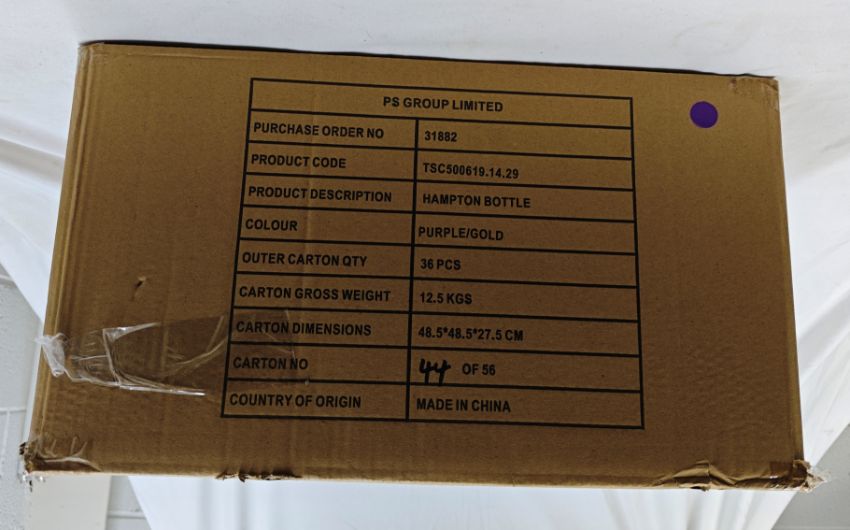 PS GROUP LIMITED
PURCHASE ORDER NO 31882
PRODUCT CODE TSC500619.14.29
PRODUCT DESCRIPTION HAMPTON BOTTLE
COLOUR PURPLE/GOLD
OUTER CARTON QTY 36 PCS
CARTON GROSS WEIGHT 12.5 KGS
CARTON DIMENSIONS 48.5*48.5*27.5 CM
CARTON NO 44 OF 56
COUNTRY OF ORIGIN MADE IN CHINA